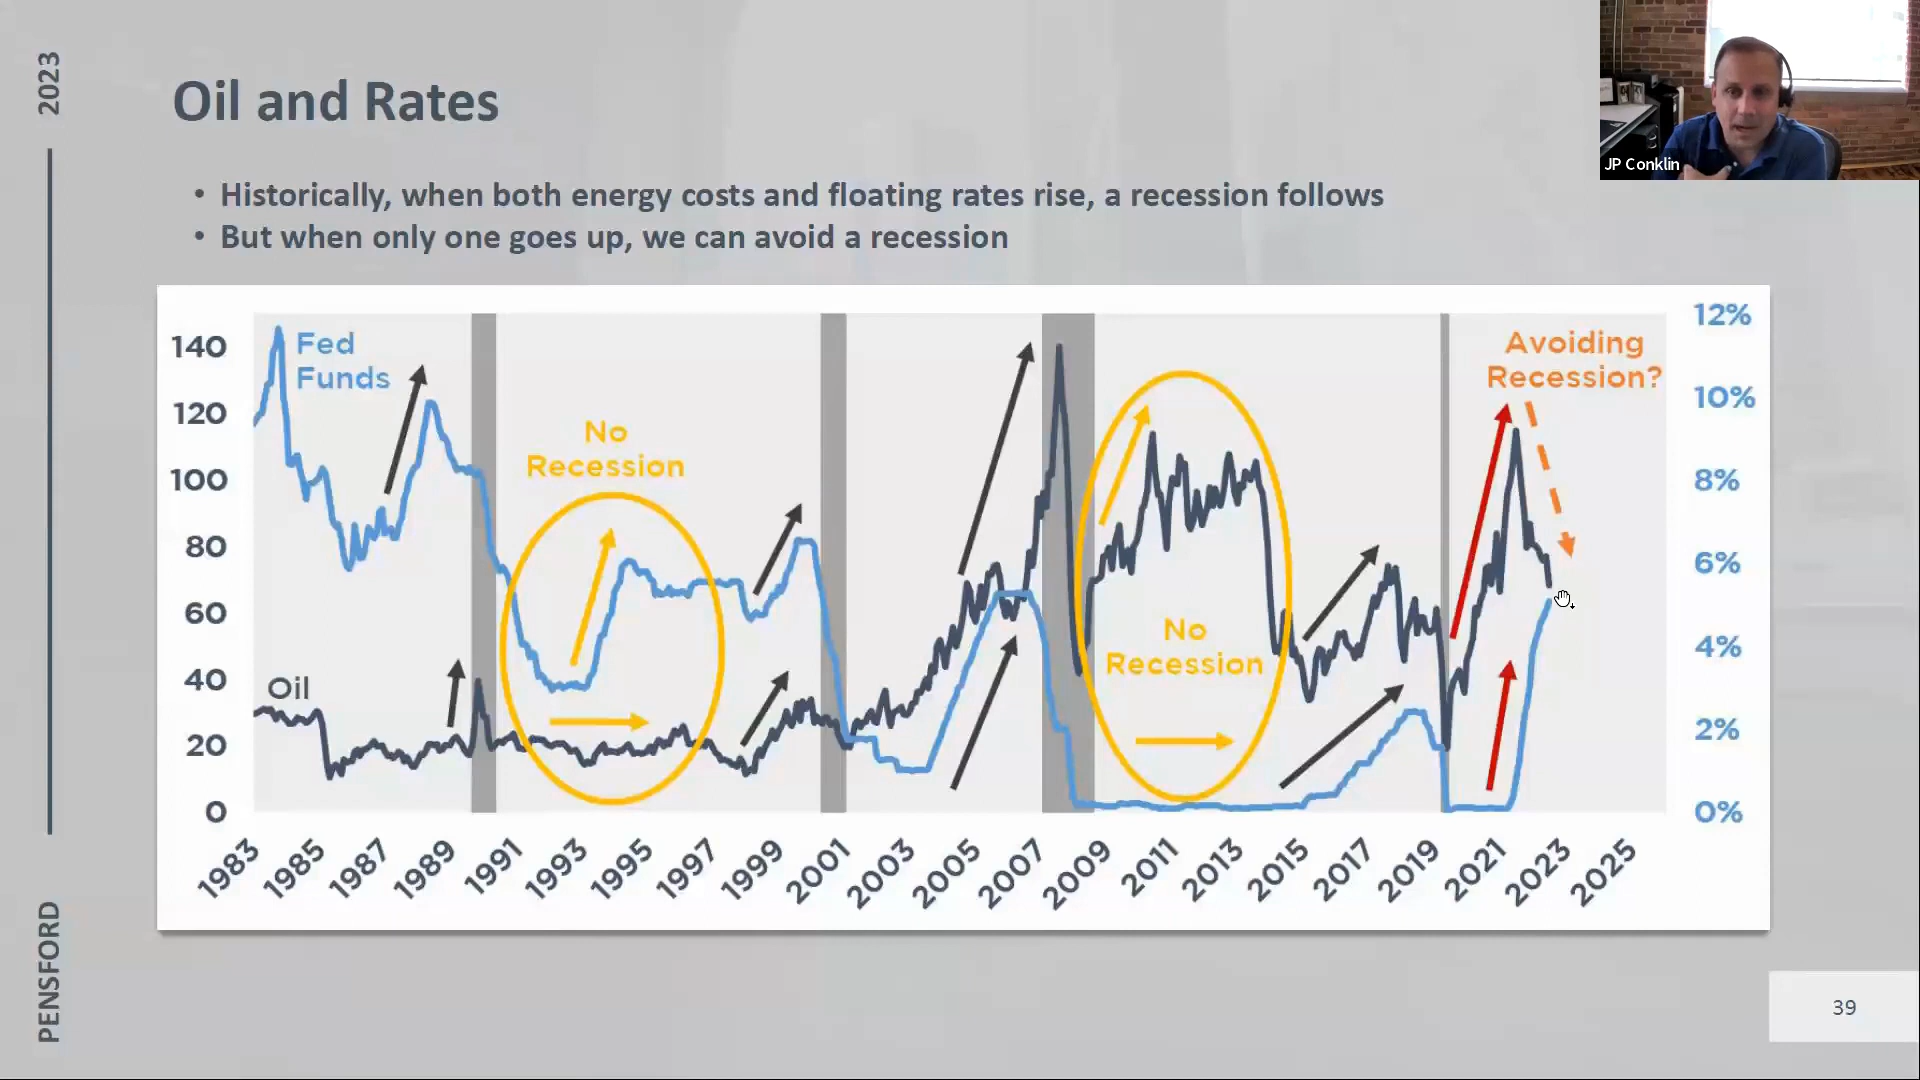 2023
PENSFORD
Oil and Rates
JP Conklin
• Historically, when both energy costs and floating rates rise, a recession follows
• But when only one goes up, we can avoid a recession
140
120
100
80
60
40
20
0
Fed
Funds
Oil
No
Recession
No
Recession
Avoiding
Recession?
12%
10%
8%
6%
4%
2%
0%
1983
1985
1987
1989
1991
1993
1995
1997
1999
2001
2003
2005
2007
2009
2011
2013
2015
2017
2019
2021
2023
2025
39